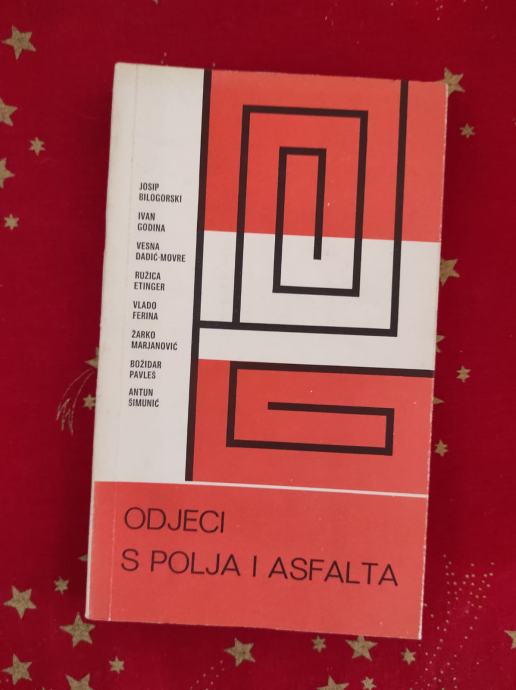 JOSIP
BILOGORSKI
IVAN
GODINA
VESNA
DADIĆ-MOVRE
RUŽICA
ETINGER
VLADO
FERINA
ŽARKO
MARJANOVIĆ
BOŽIDAR
PAVLEŠ
ANTUN
ŠIMUNIĆ
ODJECI
S POLJA I ASFALTA